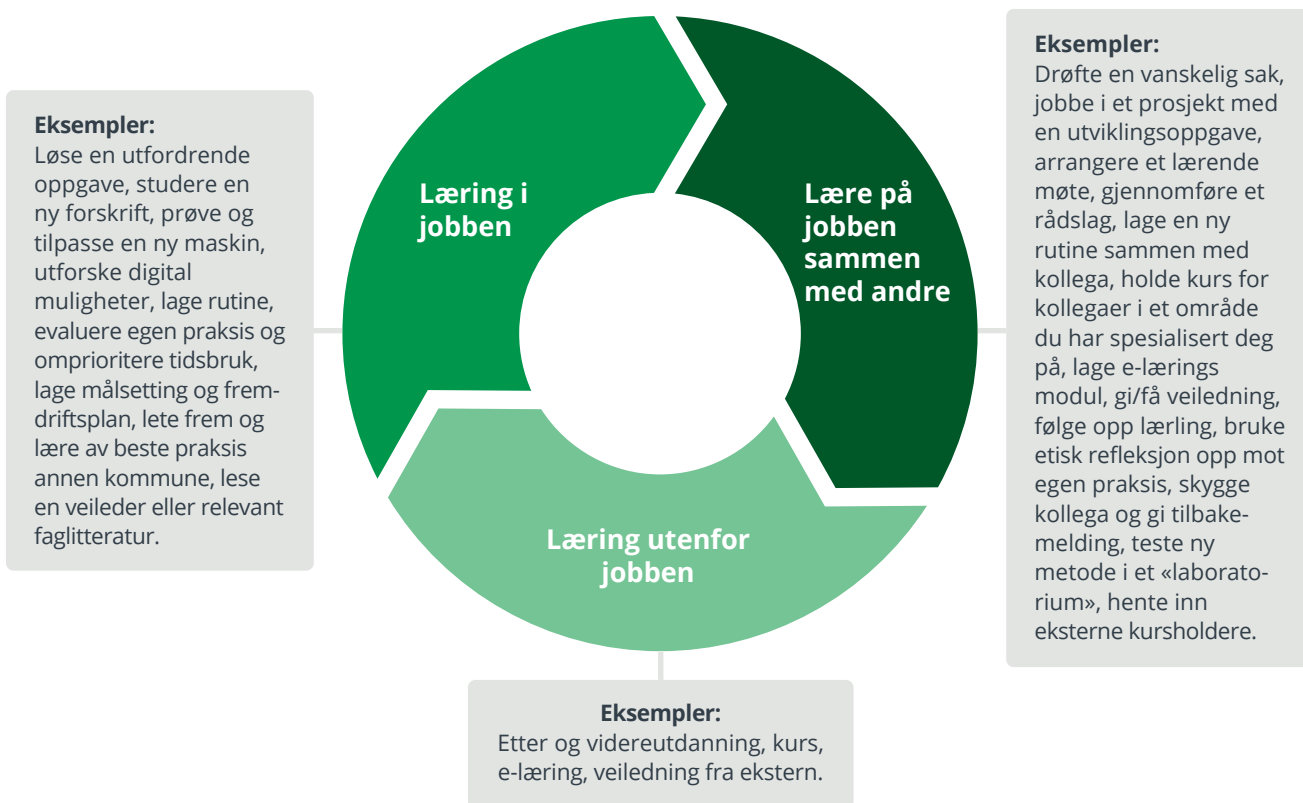 Eksempler:
Løse en utfordrende
oppgave, studere en
ny forskrift, prøve og
tilpasse en ny maskin,
utforske digital
muligheter, lage rutine,
evaluere egen praksis og
omprioritere tidsbruk,
lage målsetting og frem-
driftsplan, lete frem og
lære av beste praksis
annen kommune, lese
en veileder eller relevant
faglitteratur.
Læring i
jobben
Lære på
jobben
sammen
med andre
Eksempler:
Drøfte en vanskelig sak,
jobbe i et prosjekt med
en utviklingsoppgave,
arrangere et lærende
møte, gjennomføre et
rådslag, lage en ny
rutine sammen med
kollega, holde kurs for
kollegaer i et område
du har spesialisert deg
på, lage e-lærings
modul, gi/få veiledning,
følge opp lærling, bruke
etisk refleksjon opp mot
egen praksis, skygge
kollega og gi tilbake-
melding, teste ny
metode i et «laborato-
rium», hente inn
eksterne kursholdere.
Læring utenfor
jobben
Eksempler:
Etter og videreutdanning, kurs,
e-læring, veiledning fra ekstern.